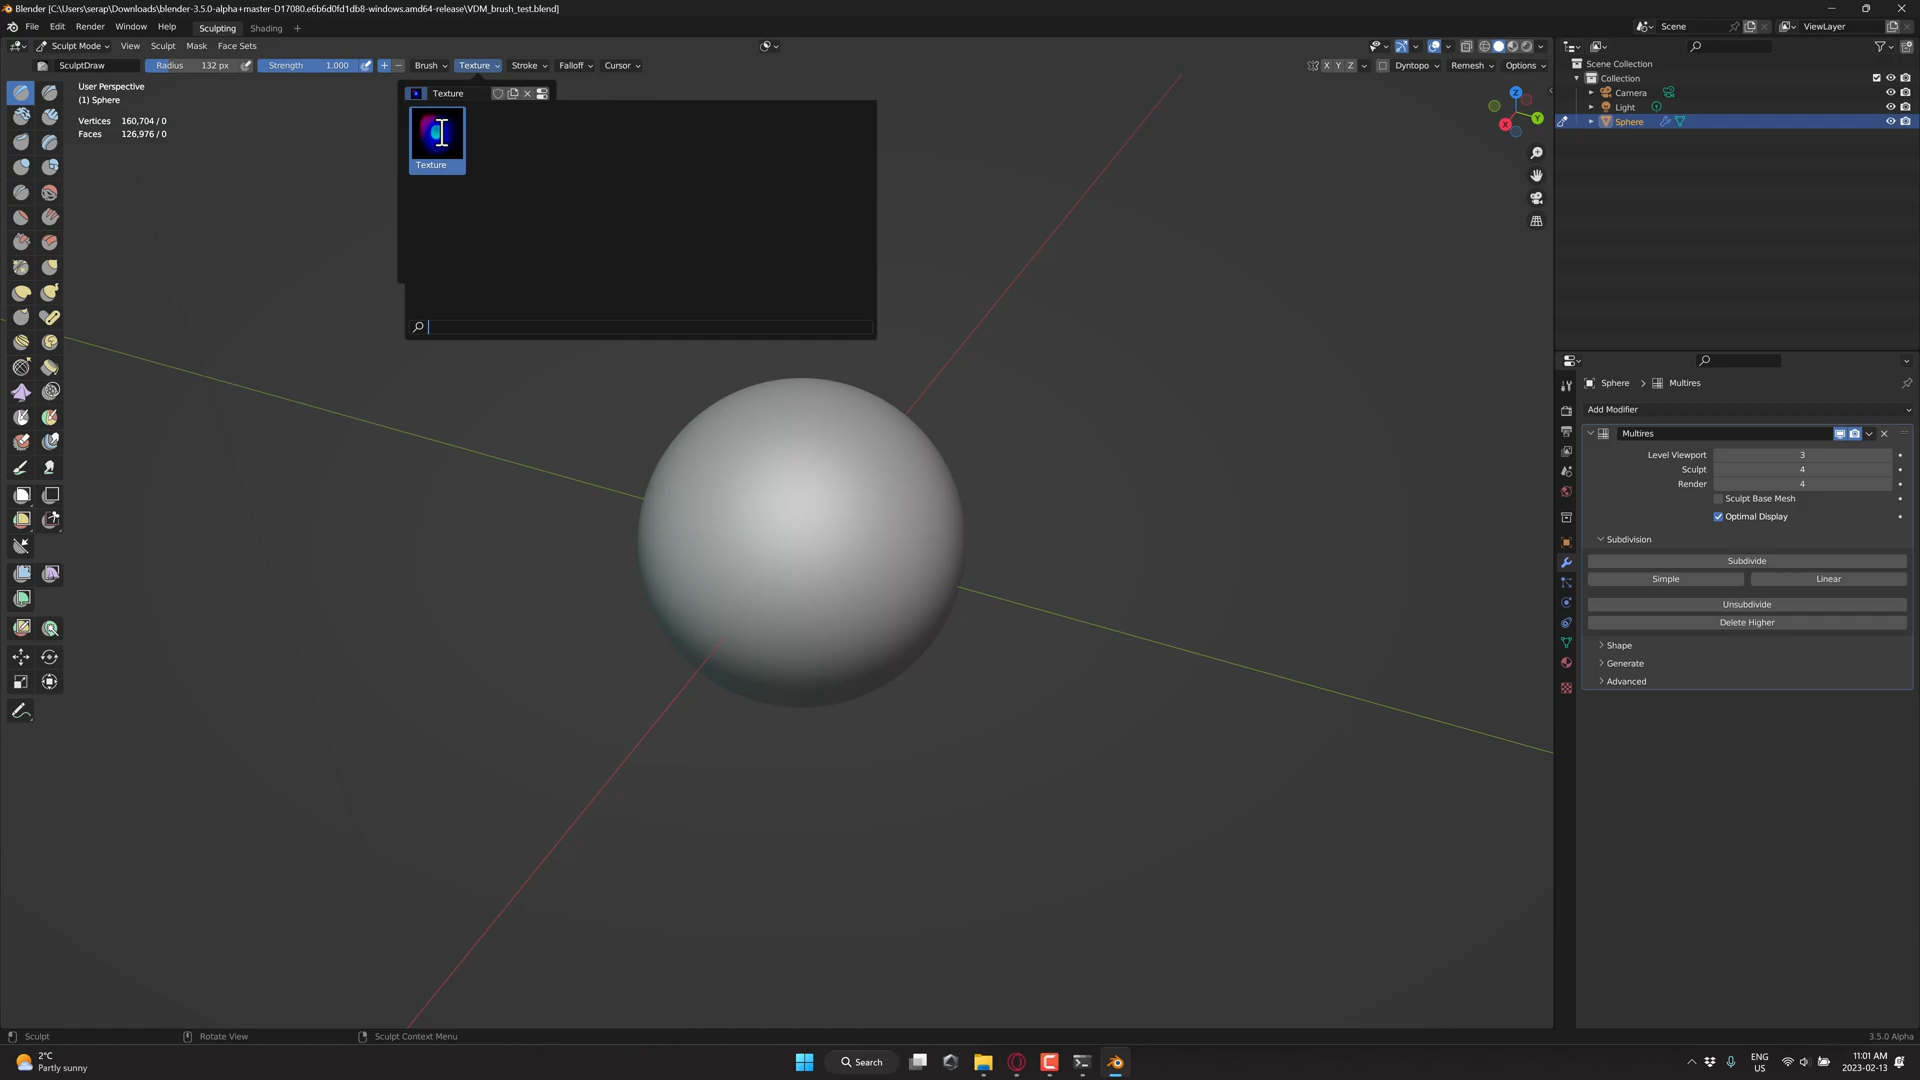 Blender [C:\Users\serap\Downloads\blender-3.5.0-alpha+master-D17080.e6b6d0fd1db8-windows.amd64-release\VDM_brush_test.blend]
File Edit Render Window Help Sculpting Shading + Scene ViewLayer
Sculpt Mode View Sculpt Mask Face Sets
SculptDraw Radius 132 px Strength 1.000 Brush Texture Stroke Falloff Cursor X Y Z Dyntopo Remesh Options
User Perspective
(1) Sphere
Vertices 160,704 / 0
Faces 126,976 / 0
Texture
Texture
Z
Y
X
Scene Collection
Collection
Camera
Light
Sphere
Sphere > Multires
Add Modifier
Multires
Level Viewport 3
Sculpt 4
Render 4
Sculpt Base Mesh
Optimal Display
Subdivision
Subdivide
Simple Linear
Unsubdivide
Delete Higher
Shape
Generate
Advanced
Sculpt Rotate View Sculpt Context Menu 3.5.0 Alpha
2°C
Partly sunny
Search
ENG
US
11:01 AM
2023-02-13